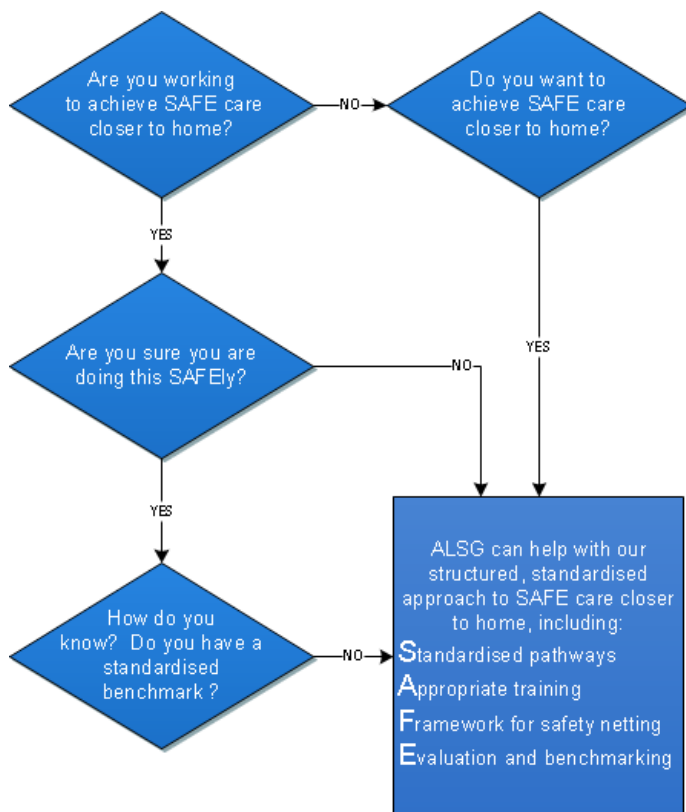 Are you working
to achieve SAFE care
closer to home?
NO
Do you want to
achieve SAFE care
closer to home?
YES
YES
Are you sure you are
doing this SAFEly?
NO
YES
How do you
know? Do you have a
standardised
benchmark ?
NO
ALSG can help with our
structured, standardised
approach to SAFE care closer
to home, including:
Standardised pathways
Appropriate training
Framework for safety netting
Evaluation and benchmarking